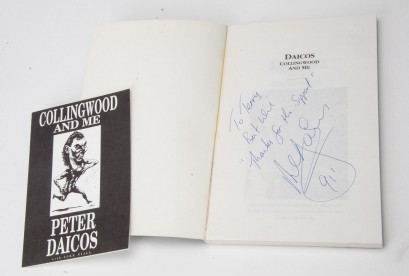 COLLINGWOOD
AND ME
PETER
DAICOS
DAICOS
COLLINGWOOD
AND ME
To Terry
Best Wishes
Thanks for the Support
91